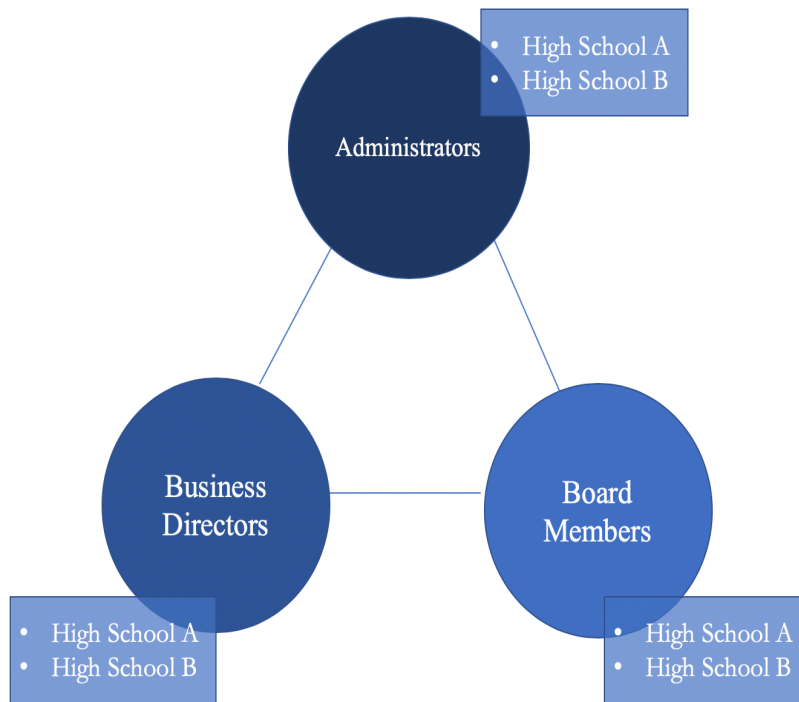 • High School A
• High School B
Administrators
Business
Directors
Board
Members
• High School A
• High School B
• High School A
• High School B